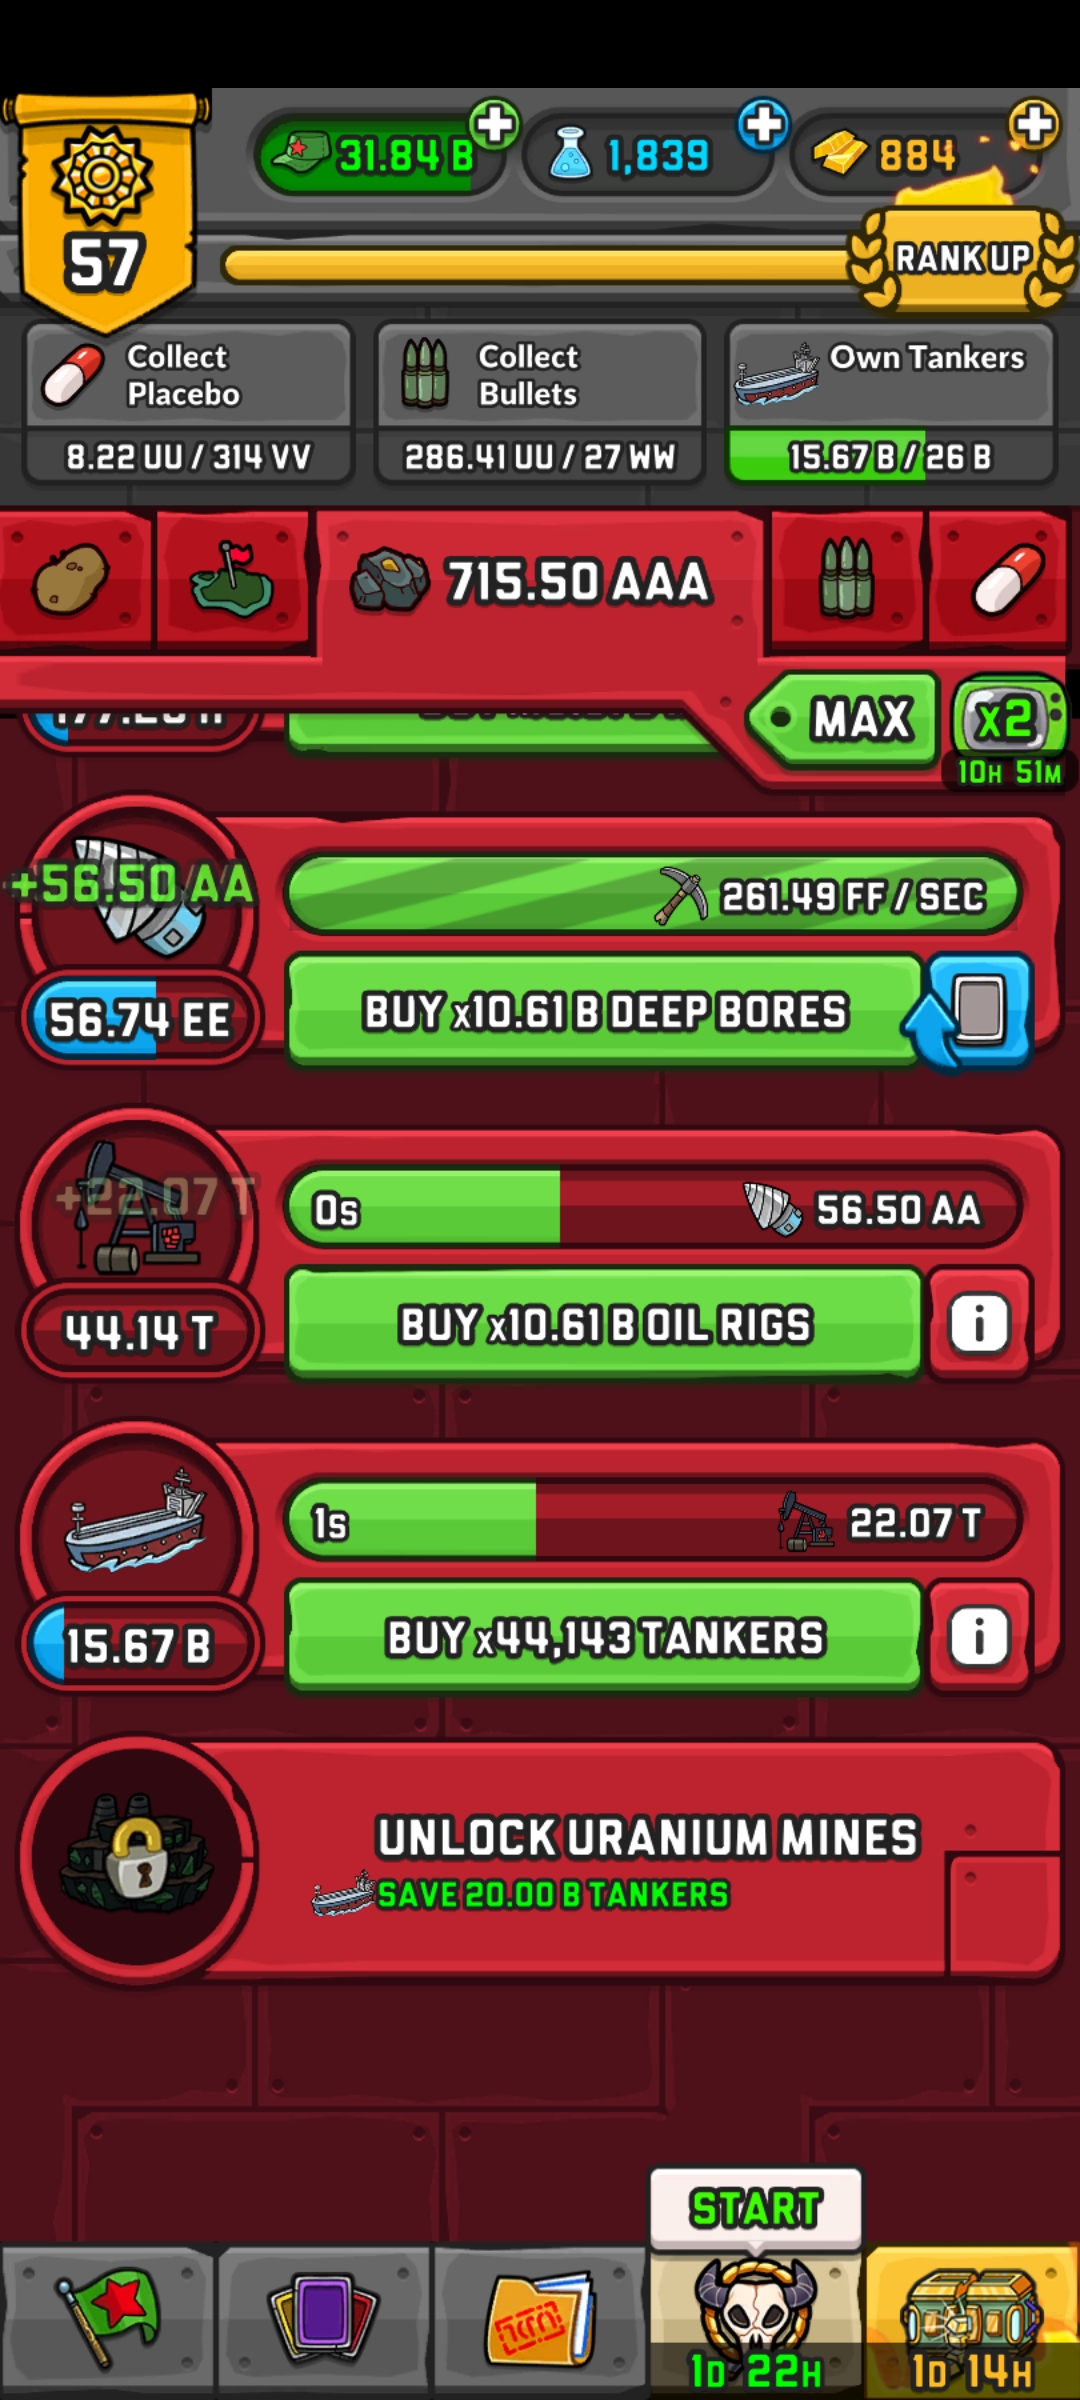 57
31.84 B
1,839
884
RANK UP
Collect
Placebo
8.22 UU / 314 VV
Collect
Bullets
286.41 UU / 27 WW
Own Tankers
15.67 B / 26 B
715.50 AAA
MAX
x2
10H 51M
+56.50 AA
261.49 FF / SEC
56.74 EE
BUY x10.61 B DEEP BORES
+22.07 T
0s
56.50 AA
44.14 T
BUY x10.61 B OIL RIGS
i
1s
22.07 T
15.67 B
BUY x44,143 TANKERS
i
UNLOCK URANIUM MINES
SAVE 20.00 B TANKERS
START
1D 22H
1D 14H